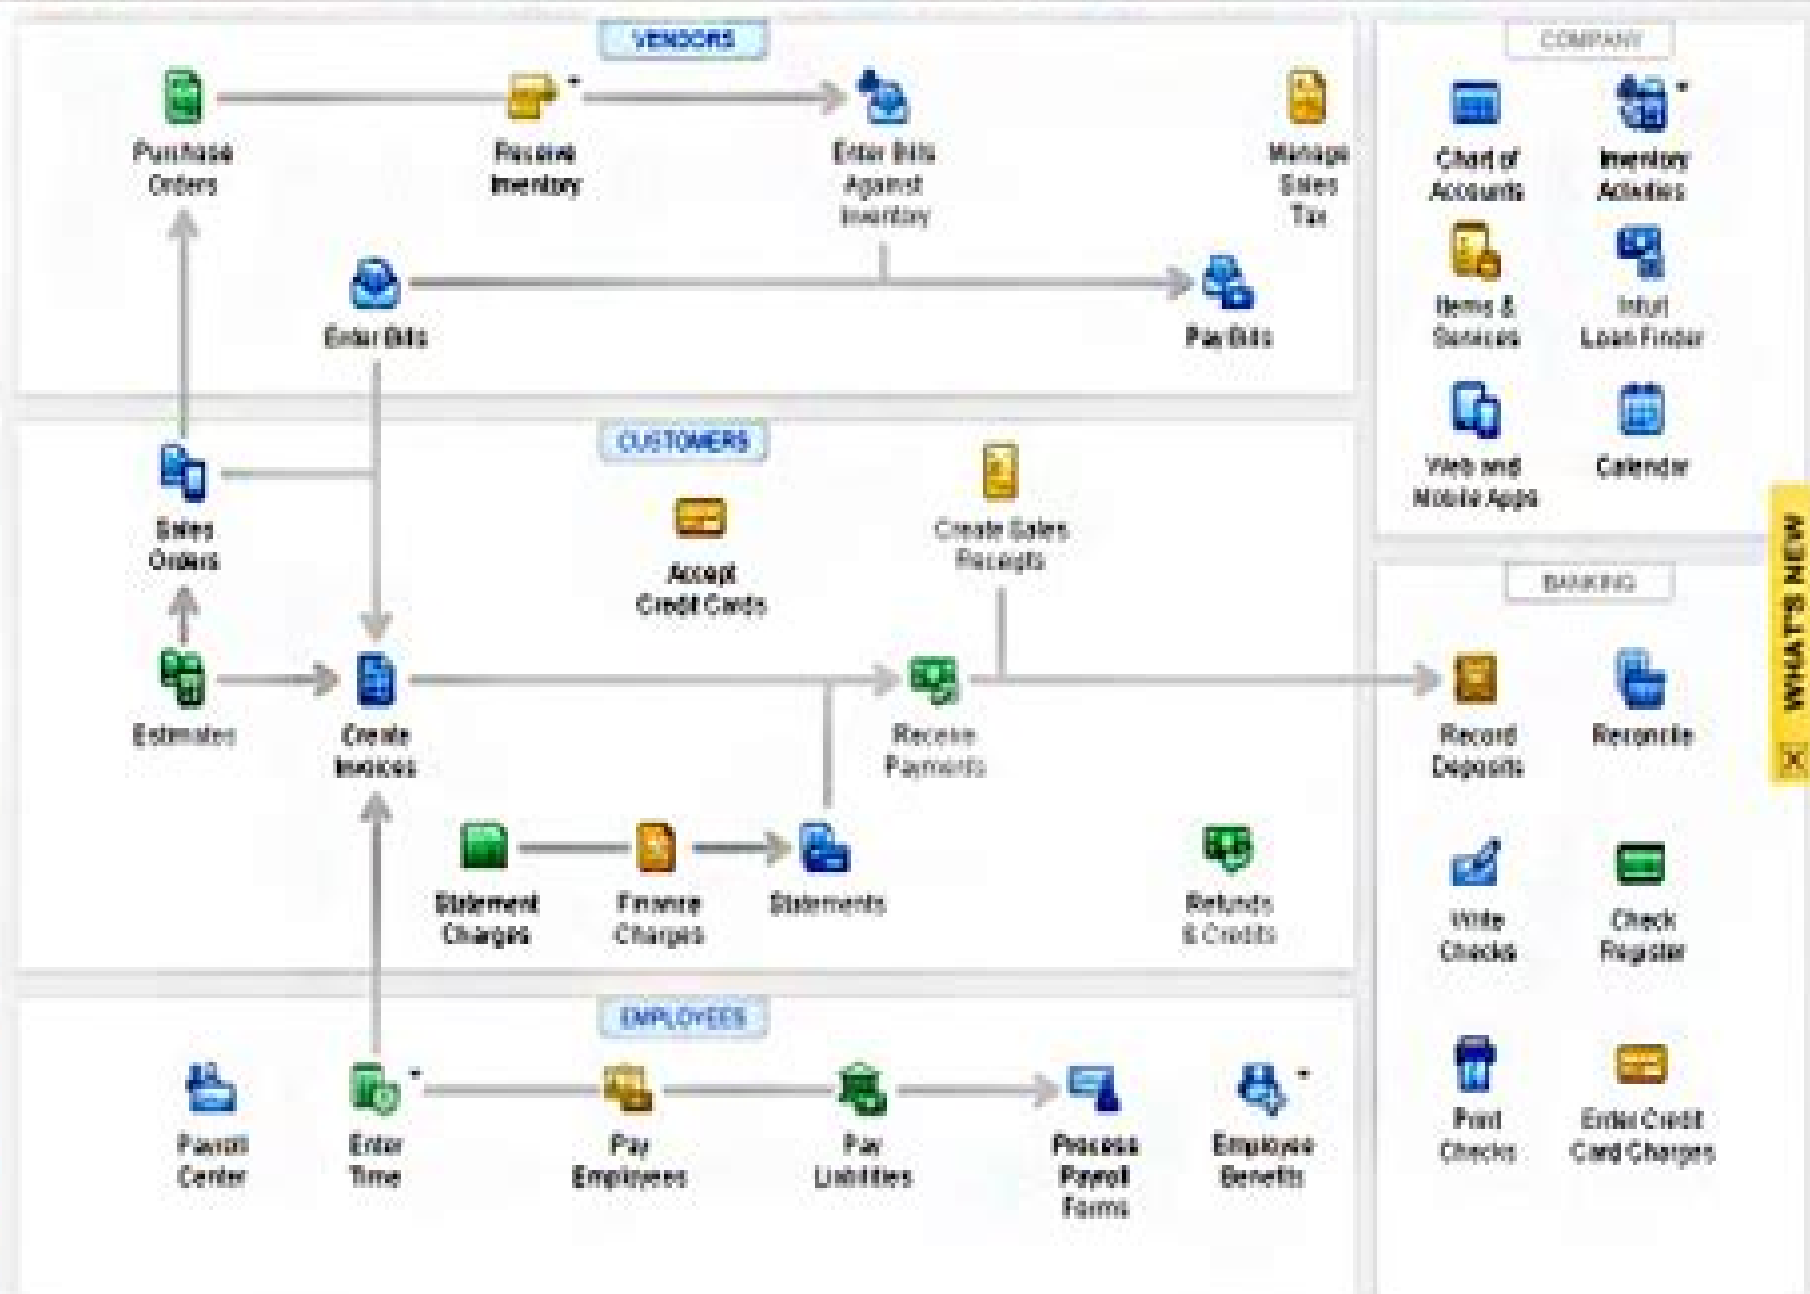 VENDORS
Purchase
Orders
Receive
Inventory
Enter Bills
Against
Inventory
Manage
Sales
Tax
Enter Bills
Pay Bills
CUSTOMERS
Sales
Orders
Accept
Credit Cards
Create Sales
Receipts
Estimates
Create
Invoices
Receive
Payments
Statement
Charges
Finance
Charges
Statements
Refunds
& Credits
EMPLOYEES
Payroll
Center
Enter
Time
Pay
Employees
Pay
Liabilities
Process
Payroll
Forms
Employee
Benefits
COMPANY
Chart of
Accounts
Inventory
Activities
Items &
Services
Intuit
Loan Finder
Web and
Mobile Apps
Calendar
BANKING
Record
Deposits
Reconcile
Write
Checks
Check
Register
Print
Checks
Enter Credit
Card Charges
WHAT'S NEW